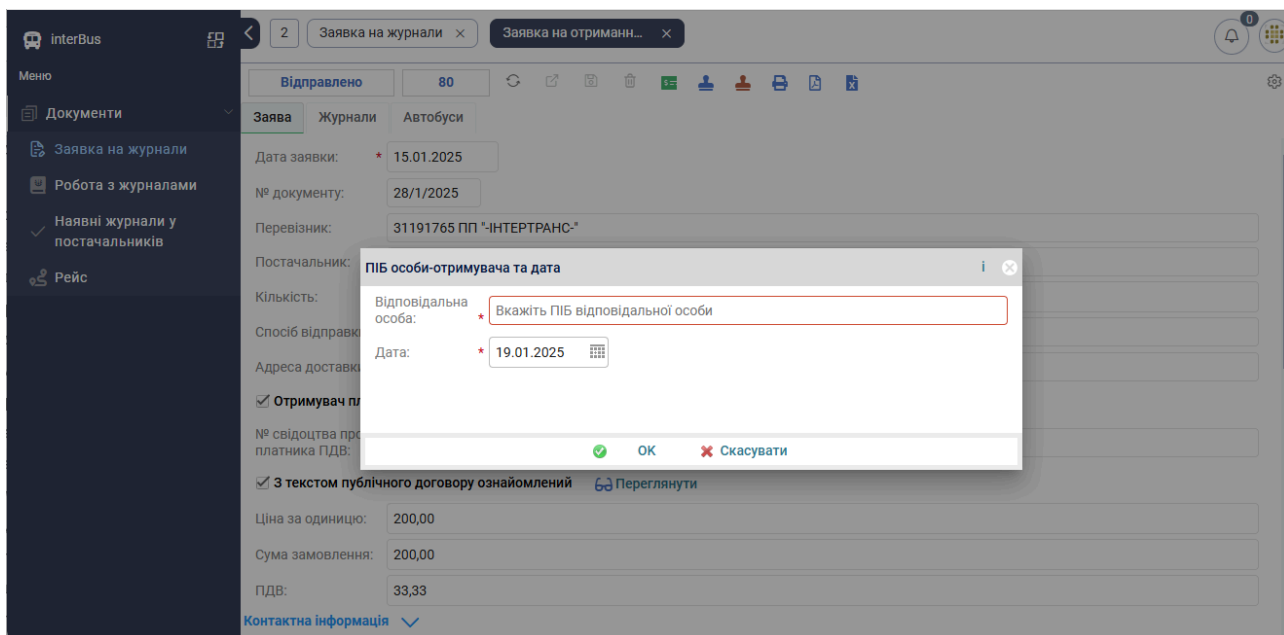 interBus
2
Заявка на журнали
Заявка на отриманн...
0
Меню
Відправлено
80
Документи
Заява
Журнали
Автобуси
Заявка на журнали
Дата заявки: * 15.01.2025
Робота з журналами
№ документу: 28/1/2025
Наявні журнали у
постачальників
Перевізник: 31191765 ПП "-ІНТЕРТРАНС-"
Рейс
Постачальник:
ПІБ особи-отримувача та дата
i
Кількість:
Відповідальна
особа: *
Вкажіть ПІБ відповідальної особи
Спосіб відправк
Дата: * 19.01.2025
Адреса доставк
Отримувач пл
№ свідоцтва про
платника ПДВ:
OK
Скасувати
З текстом публічного договору ознайомлений
Переглянути
Ціна за одиницю: 200,00
Сума замовлення: 200,00
ПДВ: 33,33
Контактна інформація